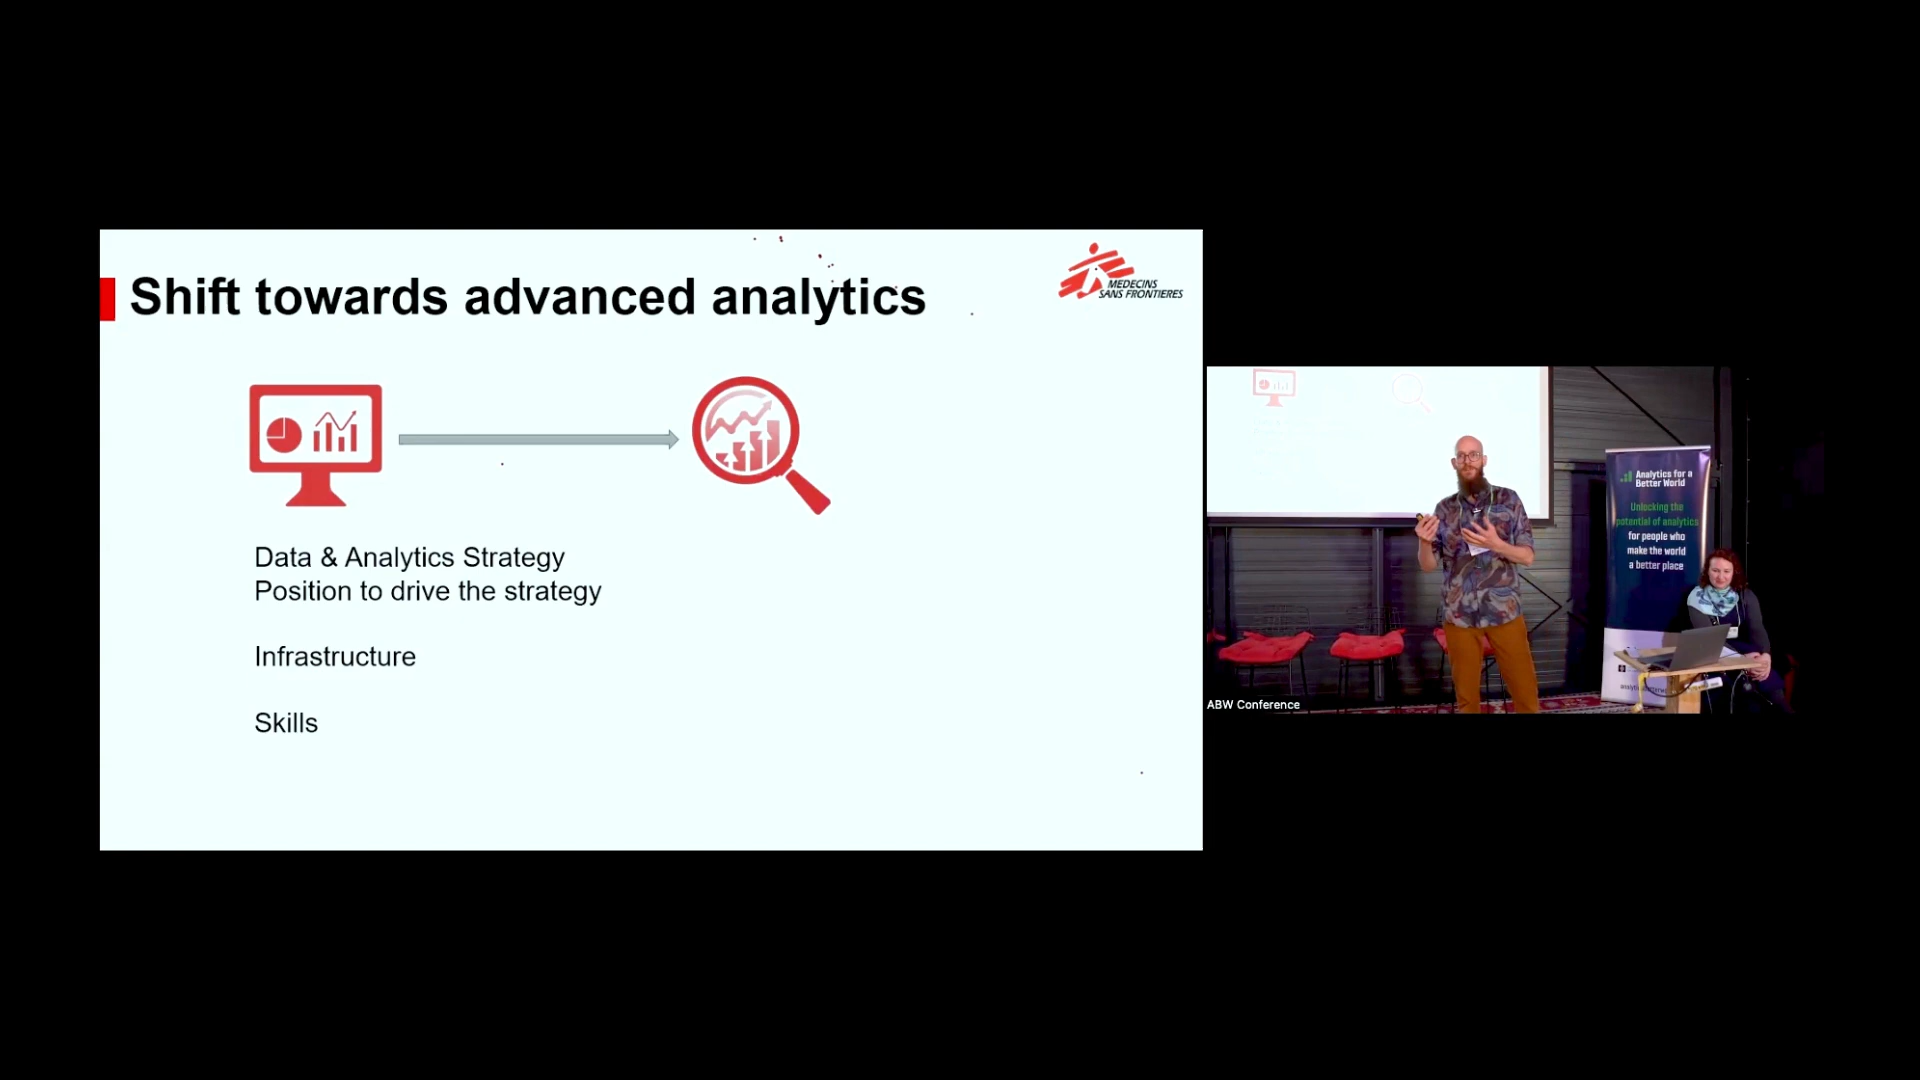 Shift towards advanced analytics
MEDECINS
SANS FRONTIERES
Data & Analytics Strategy
Position to drive the strategy
Infrastructure
Skills
Analytics for a
Better World
Unlocking the
potential of analytics
for people who
make the world
a better place
ABW Conference